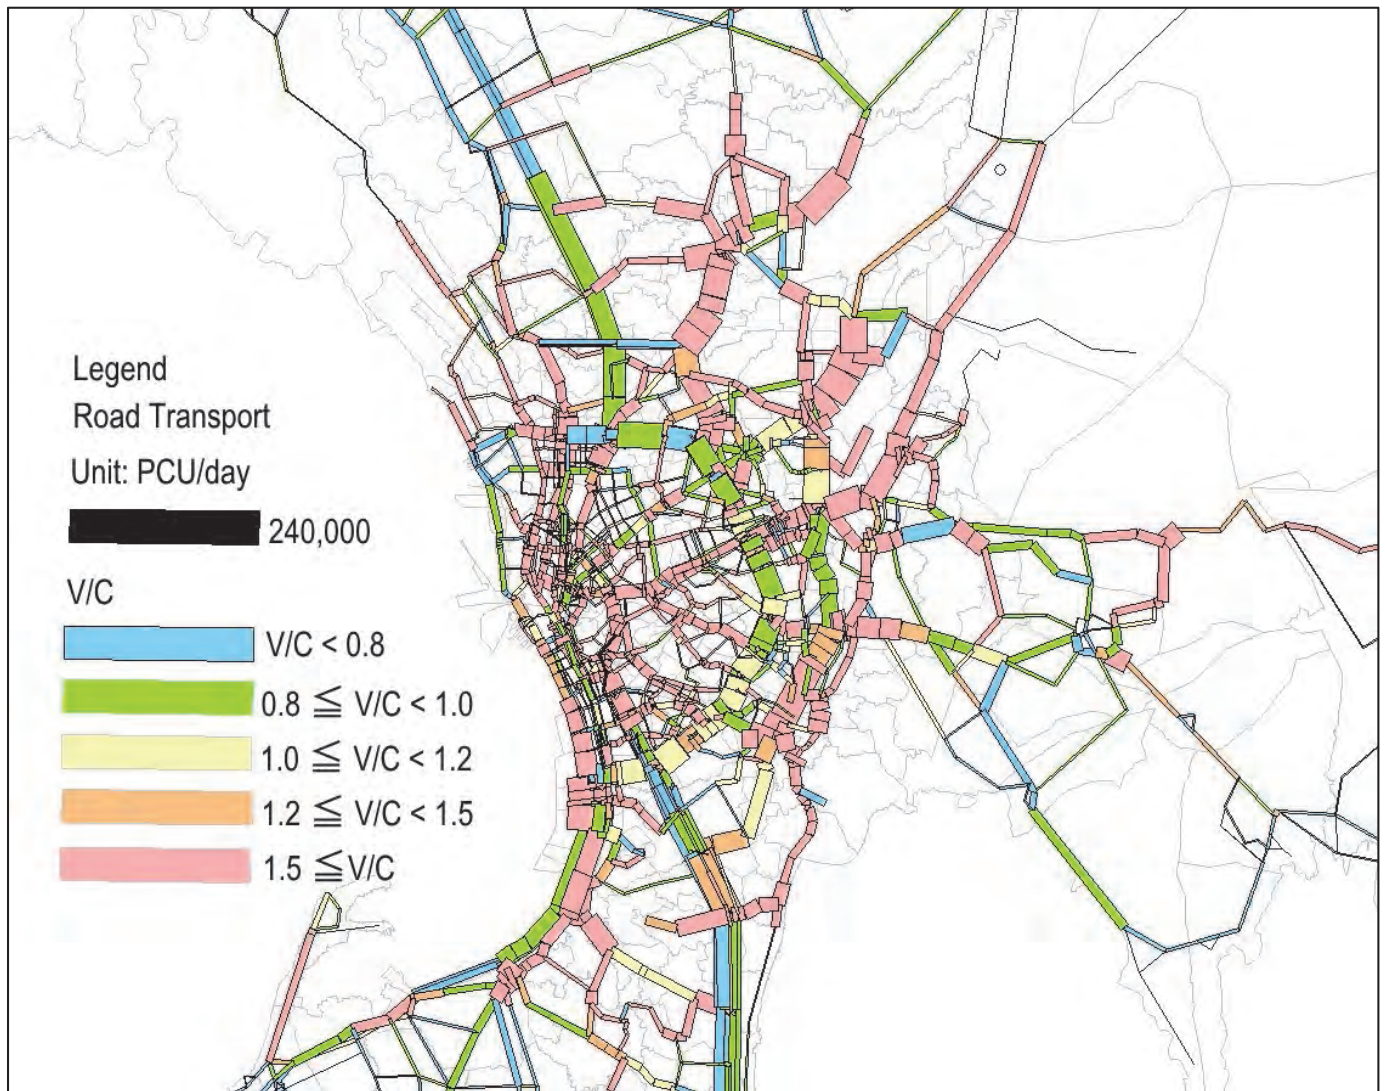 Legend
Road Transport
Unit: PCU/day
240,000
V/C
V/C < 0.8
0.8 ≦ V/C < 1.0
1.0 ≦ V/C < 1.2
1.2 ≦ V/C < 1.5
1.5 ≦V/C